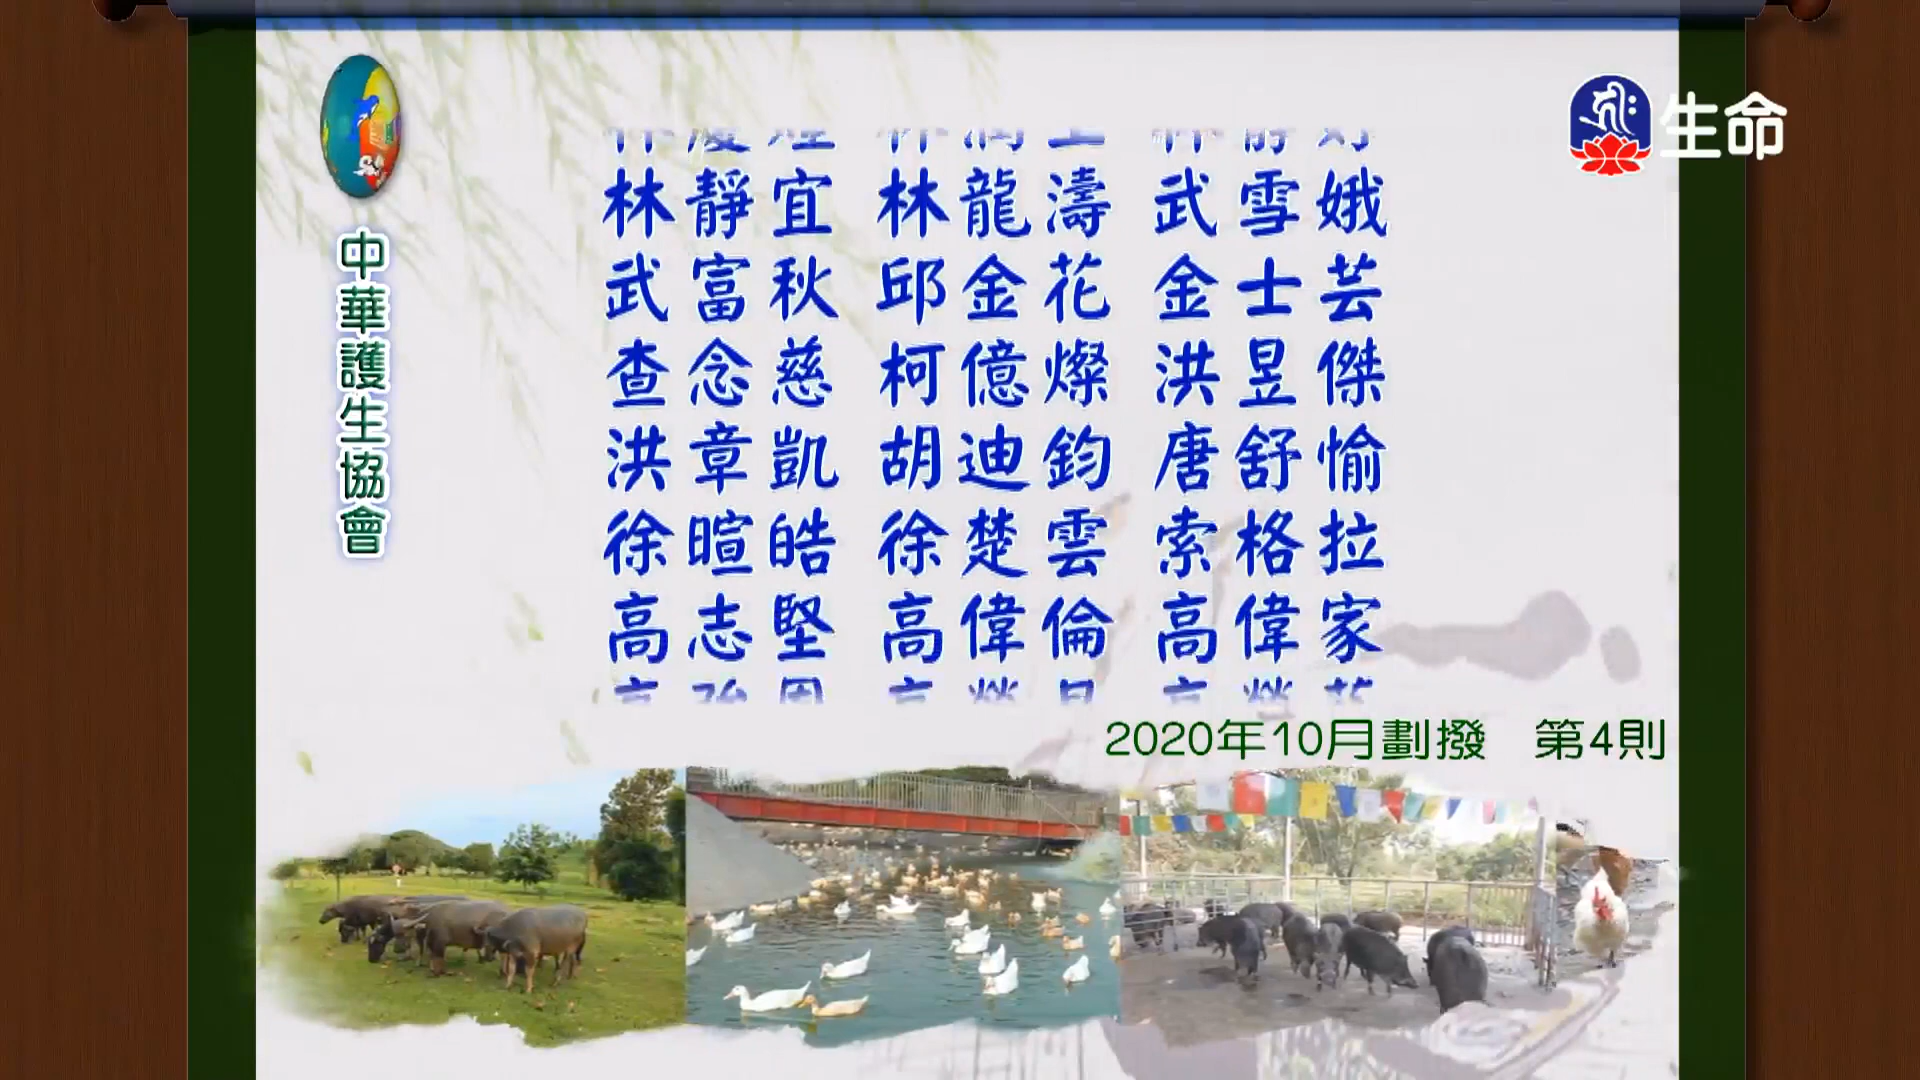 中華護生協會
生命
林靜宜 林龍濤 武雪娥
武富秋 邱金花 金士芸
查念慈 柯億燦 洪昱傑
洪章凱 胡迪鈞 唐舒愉
徐暄皓 徐楚雲 索格拉
高志堅 高偉倫 高偉家
2020年10月劃撥 第4則